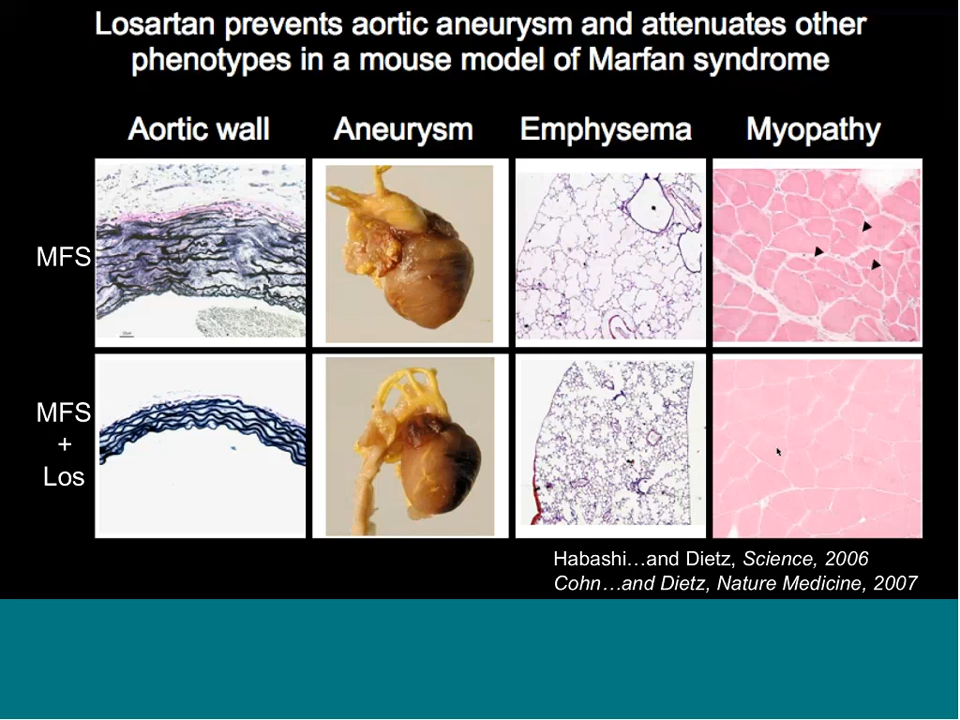 Losartan prevents aortic aneurysm and attenuates other
phenotypes in a mouse model of Marfan syndrome
Aortic wall Aneurysm Emphysema Myopathy
MFS
MFS
+
Los
Habashi…and Dietz, Science, 2006
Cohn…and Dietz, Nature Medicine, 2007